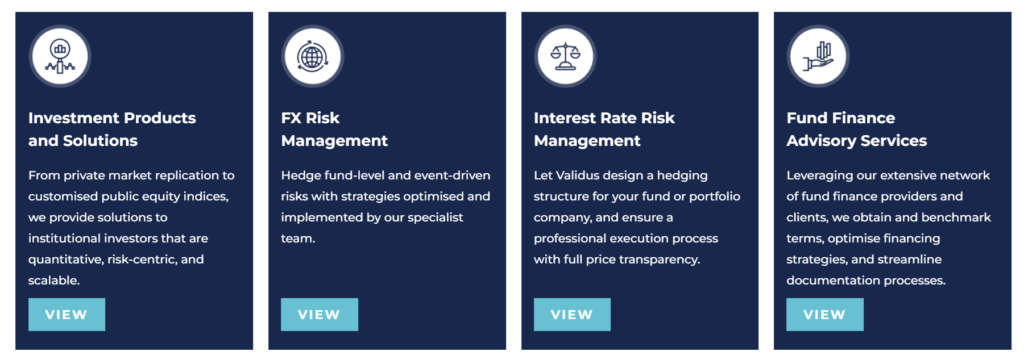 Investment Products
and Solutions
From private market replication to
customised public equity indices,
we provide solutions to
institutional investors that are
quantitative, risk-centric, and
scalable.
VIEW
FX Risk
Management
Hedge fund-level and event-driven
risks with strategies optimised and
implemented by our specialist
team.
VIEW
Interest Rate Risk
Management
Let Validus design a hedging
structure for your fund or portfolio
company, and ensure a
professional execution process
with full price transparency.
VIEW
Fund Finance
Advisory Services
Leveraging our extensive network
of fund finance providers and
clients, we obtain and benchmark
terms, optimise financing
strategies, and streamline
documentation processes.
VIEW